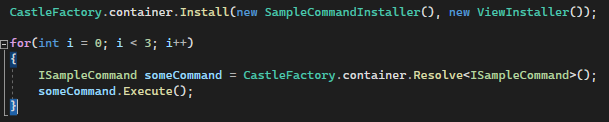 CastleFactory.container.Install(new SampleCommandInstaller(), new ViewInstaller());
for(int i = 0; i < 3; i++)
{
ISampleCommand someCommand = CastleFactory.container.Resolve<ISampleCommand>();
someCommand.Execute();
}